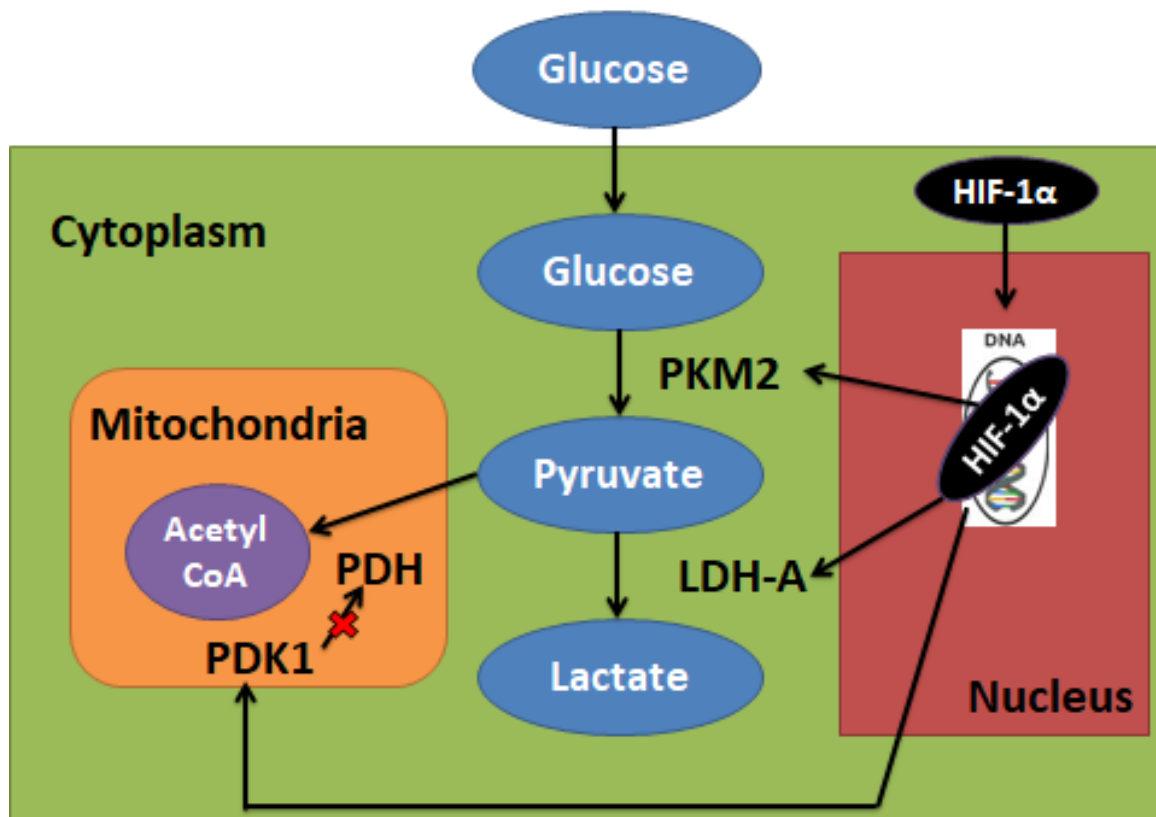 Glucose
HIF-1α
Cytoplasm
Glucose
DNA
PKM2
HIF-1α
Mitochondria
Pyruvate
Acetyl
CoA
PDH
LDH-A
PDK1
Lactate
Nucleus